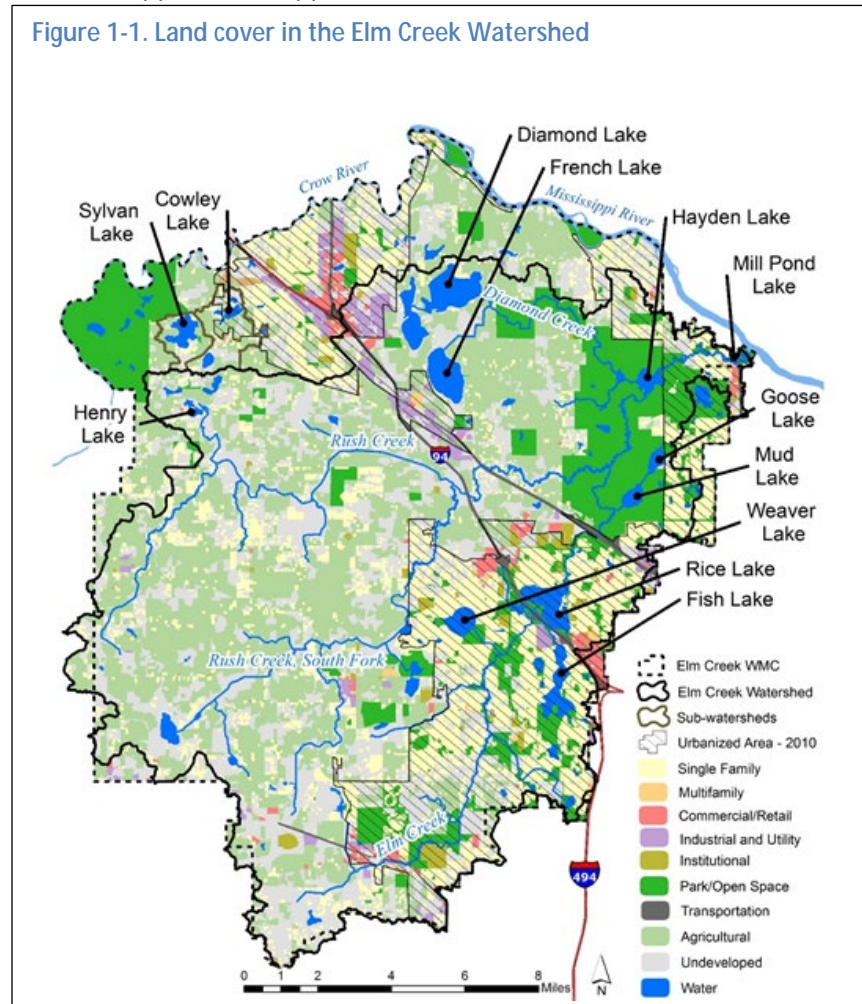 Figure 1-1. Land cover in the Elm Creek Watershed
Diamond Lake
French Lake
Crow River
Mississippi River
Cowley
Lake
Sylvan
Lake
Hayden Lake
Mill Pond
Lake
Diamond Creek
Goose
Lake
Henry
Lake
Rush Creek
94
Mud
Lake
Weaver
Lake
Rice Lake
Fish Lake
Rush Creek, South Fork
Elm Creek
494
Elm Creek WMC
Elm Creek Watershed
Sub-watersheds
Urbanized Area - 2010
Single Family
Multifamily
Commercial/Retail
Industrial and Utility
Institutional
Park/Open Space
Transportation
Agricultural
Undeveloped
Water
0 1 2 4 6 8
Miles
N